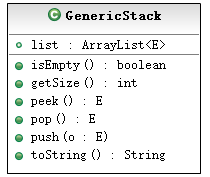 C GenericStack
list : ArrayList<E>
isEmpty() : boolean
getSize() : int
peek() : E
pop() : E
push(o : E)
toString() : String